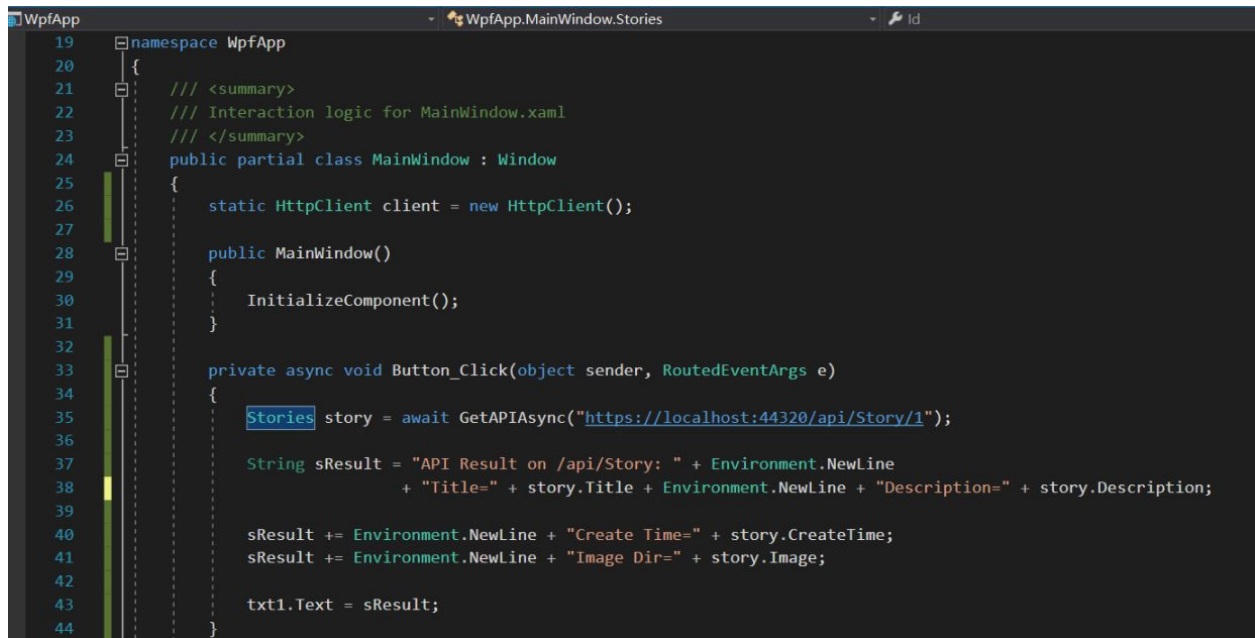 WpfApp WpfApp.MainWindow.Stories Id
19 namespace WpfApp
20 {
21 /// <summary>
22 /// Interaction logic for MainWindow.xaml
23 /// </summary>
24 public partial class MainWindow : Window
25 {
26 static HttpClient client = new HttpClient();
27
28 public MainWindow()
29 {
30 InitializeComponent();
31 }
32
33 private async void Button_Click(object sender, RoutedEventArgs e)
34 {
35 Stories story = await GetAPIAsync("https://localhost:44320/api/Story/1");
36
37 String sResult = "API Result on /api/Story: " + Environment.NewLine
38 + "Title=" + story.Title + Environment.NewLine + "Description=" + story.Description;
39
40 sResult += Environment.NewLine + "Create Time=" + story.CreateTime;
41 sResult += Environment.NewLine + "Image Dir=" + story.Image;
42
43 txt1.Text = sResult;
44 }